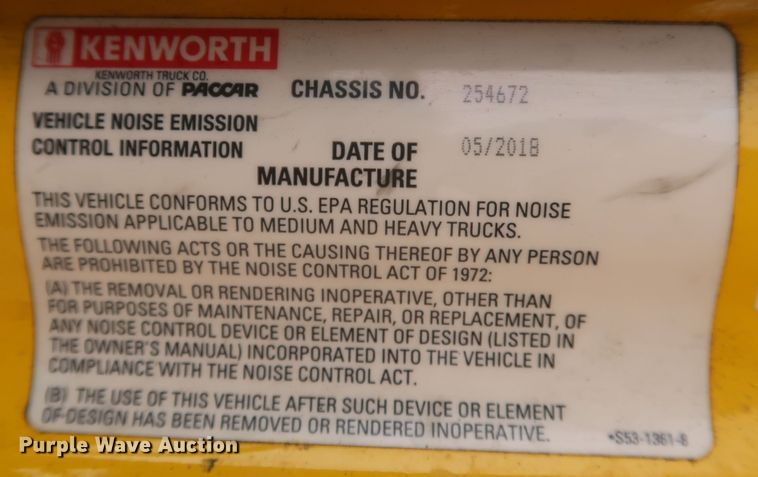 KENWORTH
KENWORTH TRUCK CO.
A DIVISION OF PACCAR
CHASSIS NO. 254672
VEHICLE NOISE EMISSION
CONTROL INFORMATION
DATE OF MANUFACTURE 05/2018
THIS VEHICLE CONFORMS TO U.S. EPA REGULATION FOR NOISE
EMISSION APPLICABLE TO MEDIUM AND HEAVY TRUCKS.
THE FOLLOWING ACTS OR THE CAUSING THEREOF BY ANY PERSON
ARE PROHIBITED BY THE NOISE CONTROL ACT OF 1972:
(A) THE REMOVAL OR RENDERING INOPERATIVE, OTHER THAN
FOR PURPOSES OF MAINTENANCE, REPAIR, OR REPLACEMENT, OF
ANY NOISE CONTROL DEVICE OR ELEMENT OF DESIGN (LISTED IN
THE OWNER'S MANUAL) INCORPORATED INTO THE VEHICLE IN
COMPLIANCE WITH THE NOISE CONTROL ACT.
(B) THE USE OF THIS VEHICLE AFTER SUCH DEVICE OR ELEMENT
OF DESIGN HAS BEEN REMOVED OR RENDERED INOPERATIVE.
*S53-1361-6
Purple Wave Auction